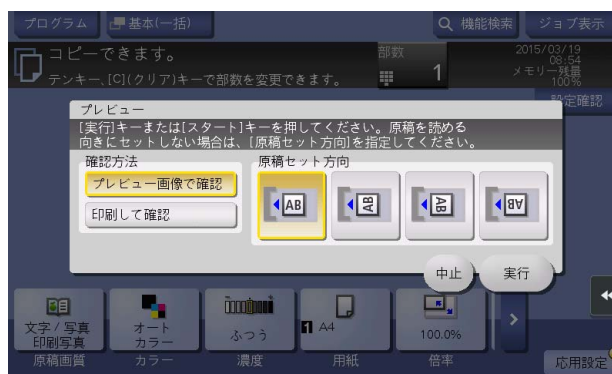 プログラム
基本(一括)
機能検索
ジョブ表示
コピーできます。
テンキー、[C](クリア)キーで部数を変更できます。
部数
1
2015/03/19
08:54
メモリー残量
100%
設定確認
プレビュー
[実行]キーまたは[スタート]キーを押してください。原稿を読める
向きにセットしない場合は、[原稿セット方向]を指定してください。
確認方法
プレビュー画像で確認
印刷して確認
原稿セット方向
AB
AB
AB
AB
中止
実行
文字/写真
印刷写真
原稿画質
オート
カラー
カラー
ふつう
濃度
1 A4
用紙
100.0%
倍率
応用設定